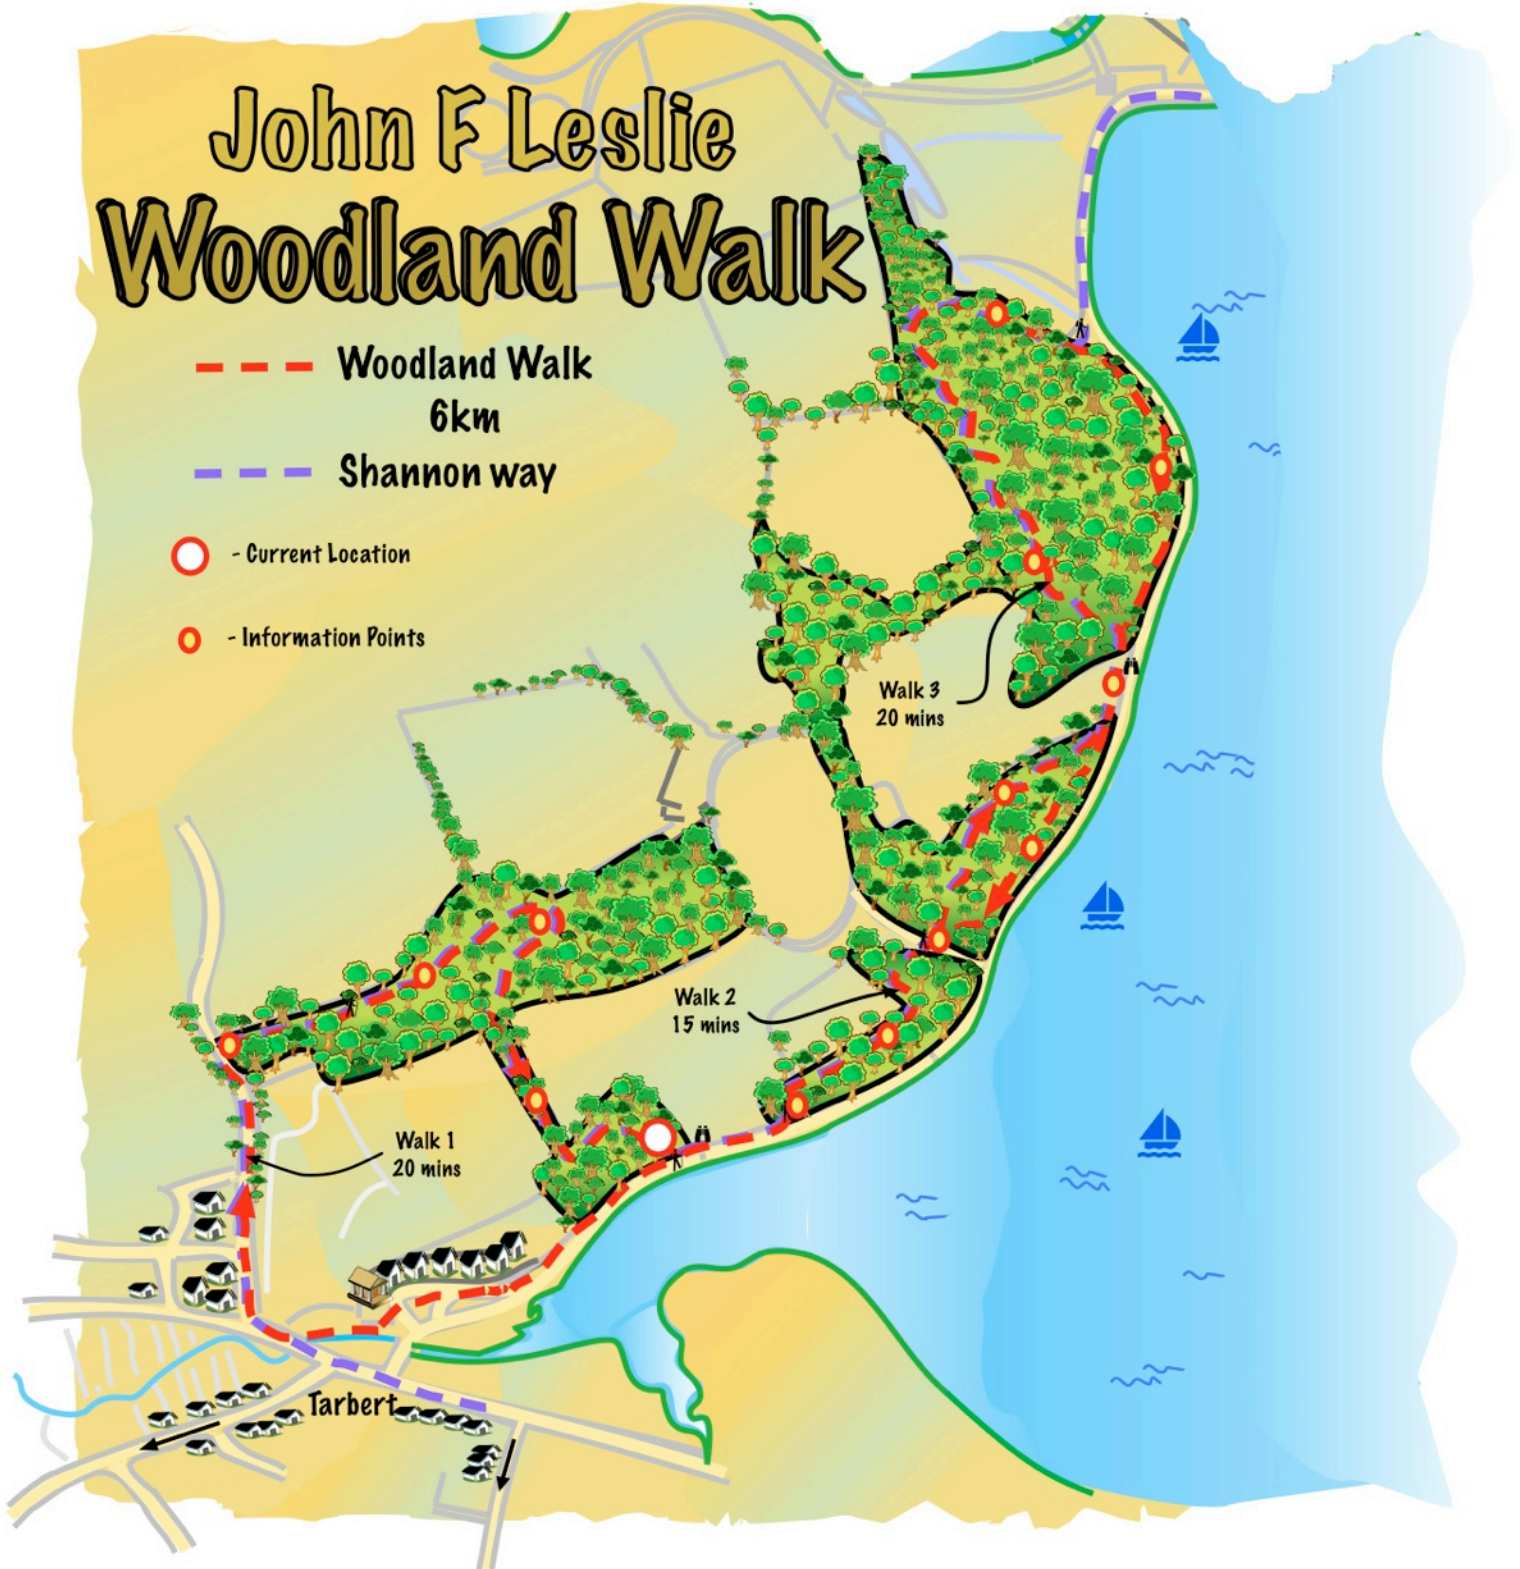 John F Leslie
Woodland Walk
Woodland Walk
6km
Shannon way
- Current Location
- Information Points
Walk 3
20 mins
Walk 2
15 mins
Walk 1
20 mins
Tarbert